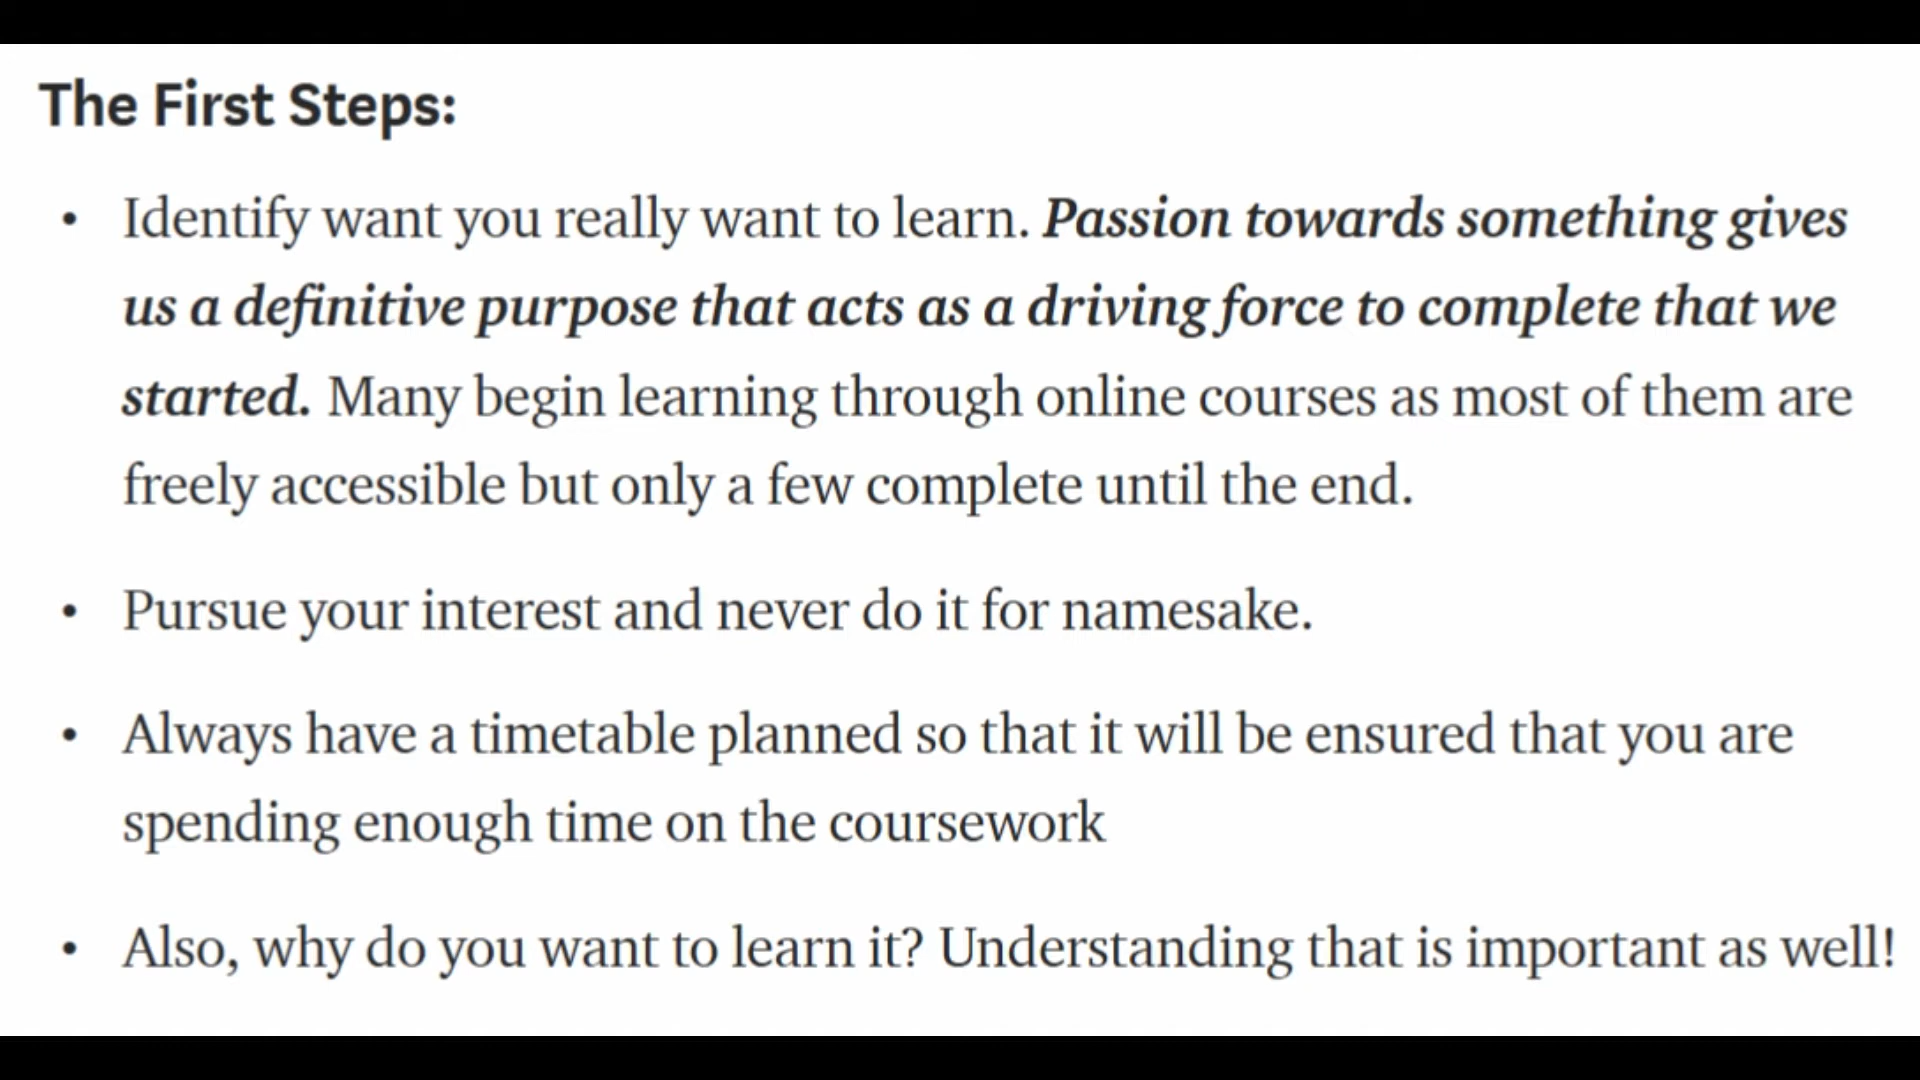 The First Steps:
• Identify want you really want to learn. Passion towards something gives
us a definitive purpose that acts as a driving force to complete that we
started. Many begin learning through online courses as most of them are
freely accessible but only a few complete until the end.
• Pursue your interest and never do it for namesake.
• Always have a timetable planned so that it will be ensured that you are
spending enough time on the coursework
• Also, why do you want to learn it? Understanding that is important as well!